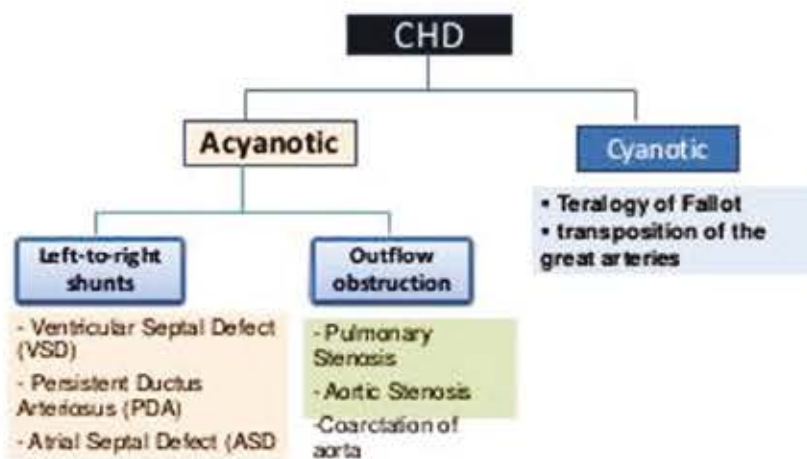 CHD
Acyanotic
Cyanotic
▪ Teralogy of Fallot
▪ transposition of the
great arteries
Left-to-right
shunts
Outflow
obstruction
- Ventricular Septal Defect
(VSD)
- Persistent Ductus
Arteriosus (PDA)
- Atrial Septal Defect (ASD
- Pulmonary
Stenosis
- Aortic Stenosis
-Coarctation of
aorta